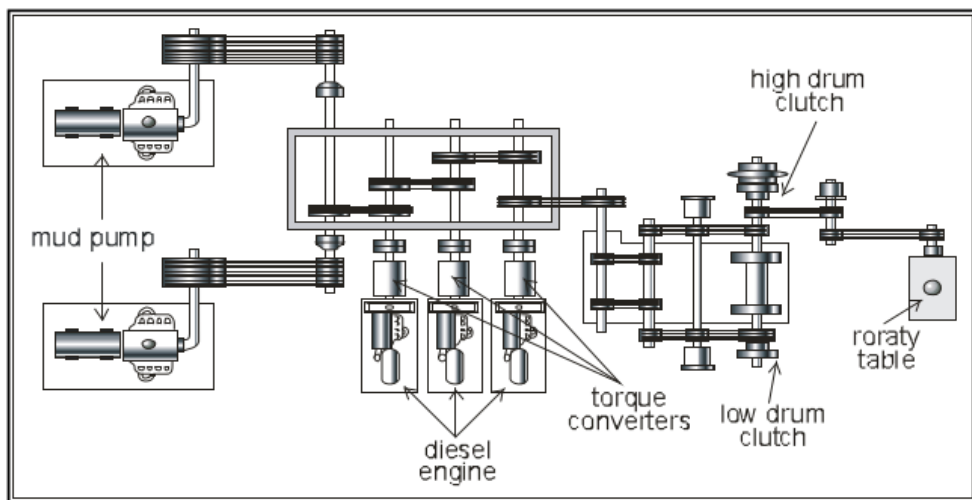 high drum
clutch
mud pump
roraty
table
torque
converters
low drum
clutch
diesel
engine